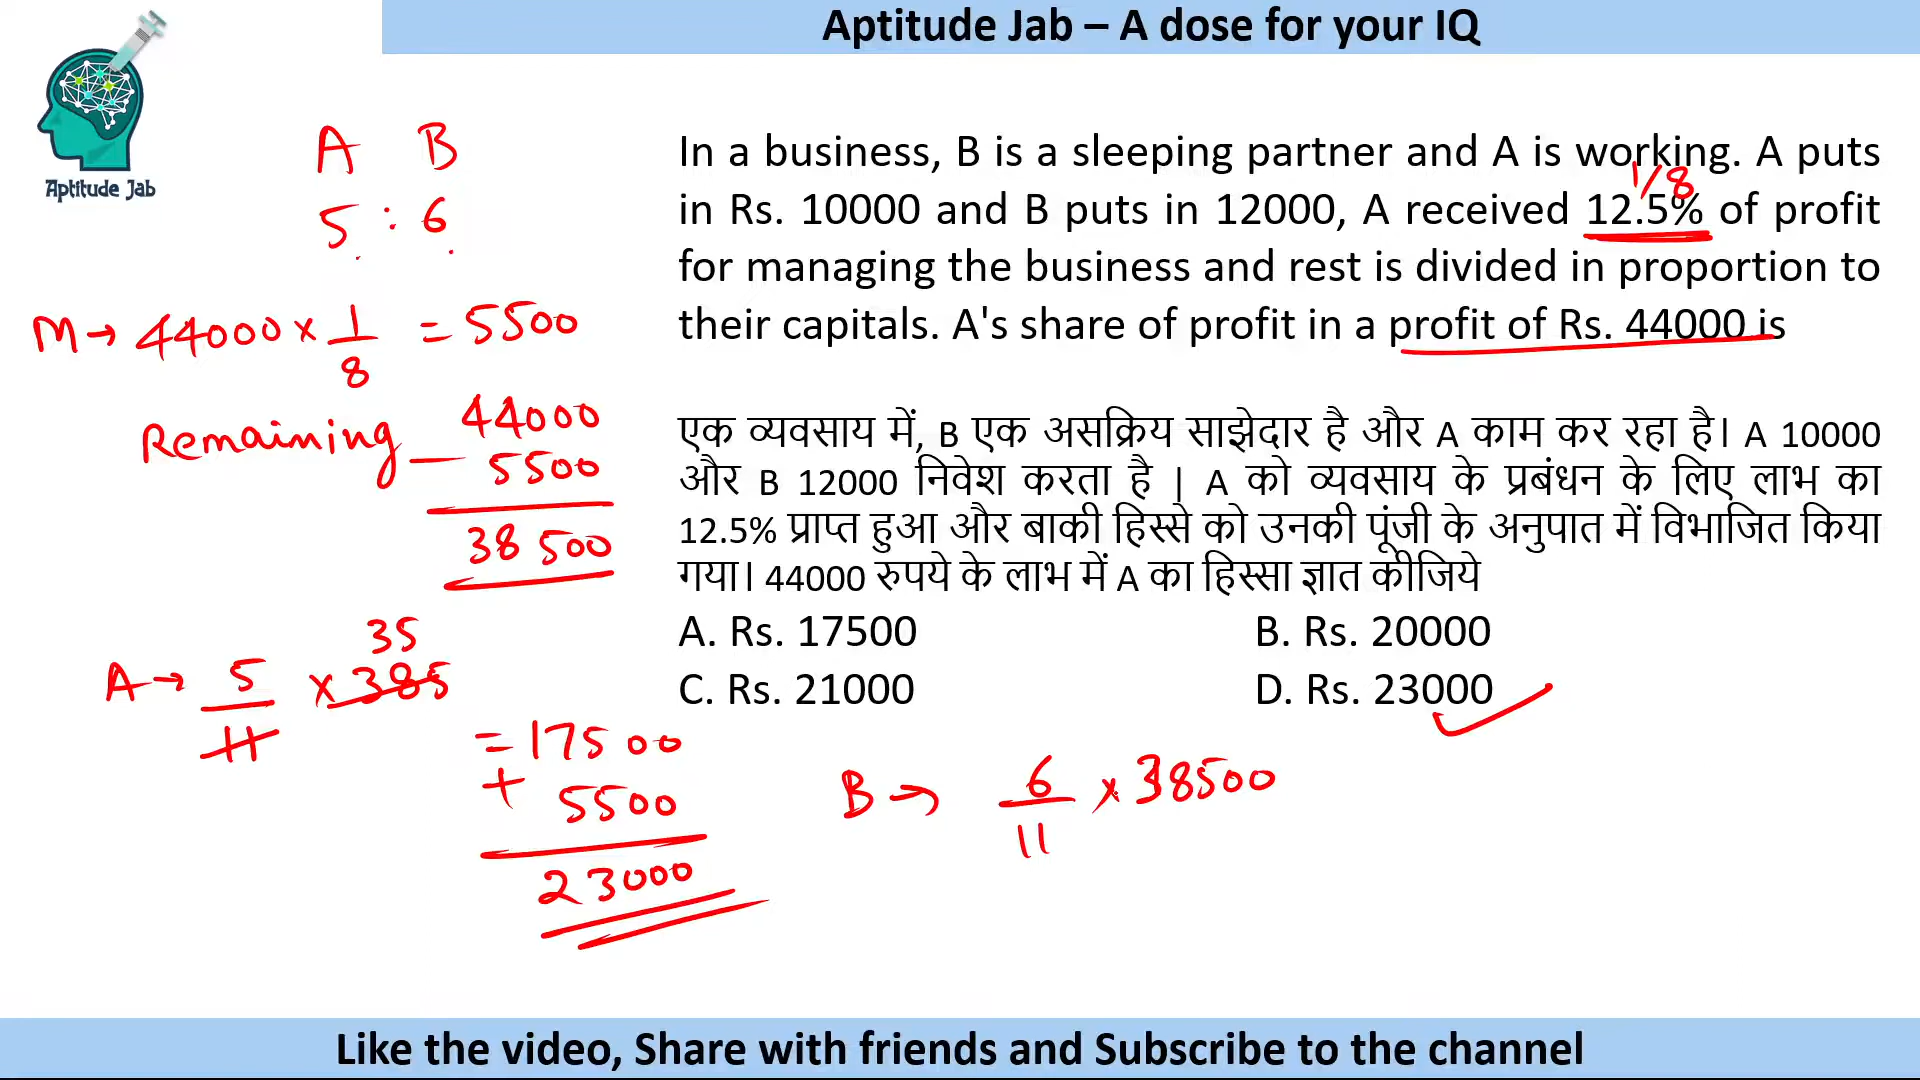 Aptitude Jab – A dose for your IQ
Aptitude Jab
A B
5 : 6
M → 44000 × 1/8 = 5500
Remaining 44000
– 5500
38500
A → 5/11 × 385
35
= 17500
+ 5500
23000
In a business, B is a sleeping partner and A is working. A puts
1/8
in Rs. 10000 and B puts in 12000, A received 12.5% of profit
for managing the business and rest is divided in proportion to
their capitals. A's share of profit in a profit of Rs. 44000 is
एक व्यवसाय में, B एक असक्रिय साझेदार है और A काम कर रहा है। A 10000
और B 12000 निवेश करता है | A को व्यवसाय के प्रबंधन के लिए लाभ का
12.5% प्राप्त हुआ और बाकी हिस्से को उनकी पूंजी के अनुपात में विभाजित किया
गया। 44000 रुपये के लाभ में A का हिस्सा ज्ञात कीजिये
A. Rs. 17500 B. Rs. 20000
C. Rs. 21000 D. Rs. 23000
B → 6/11 × 38500
Like the video, Share with friends and Subscribe to the channel